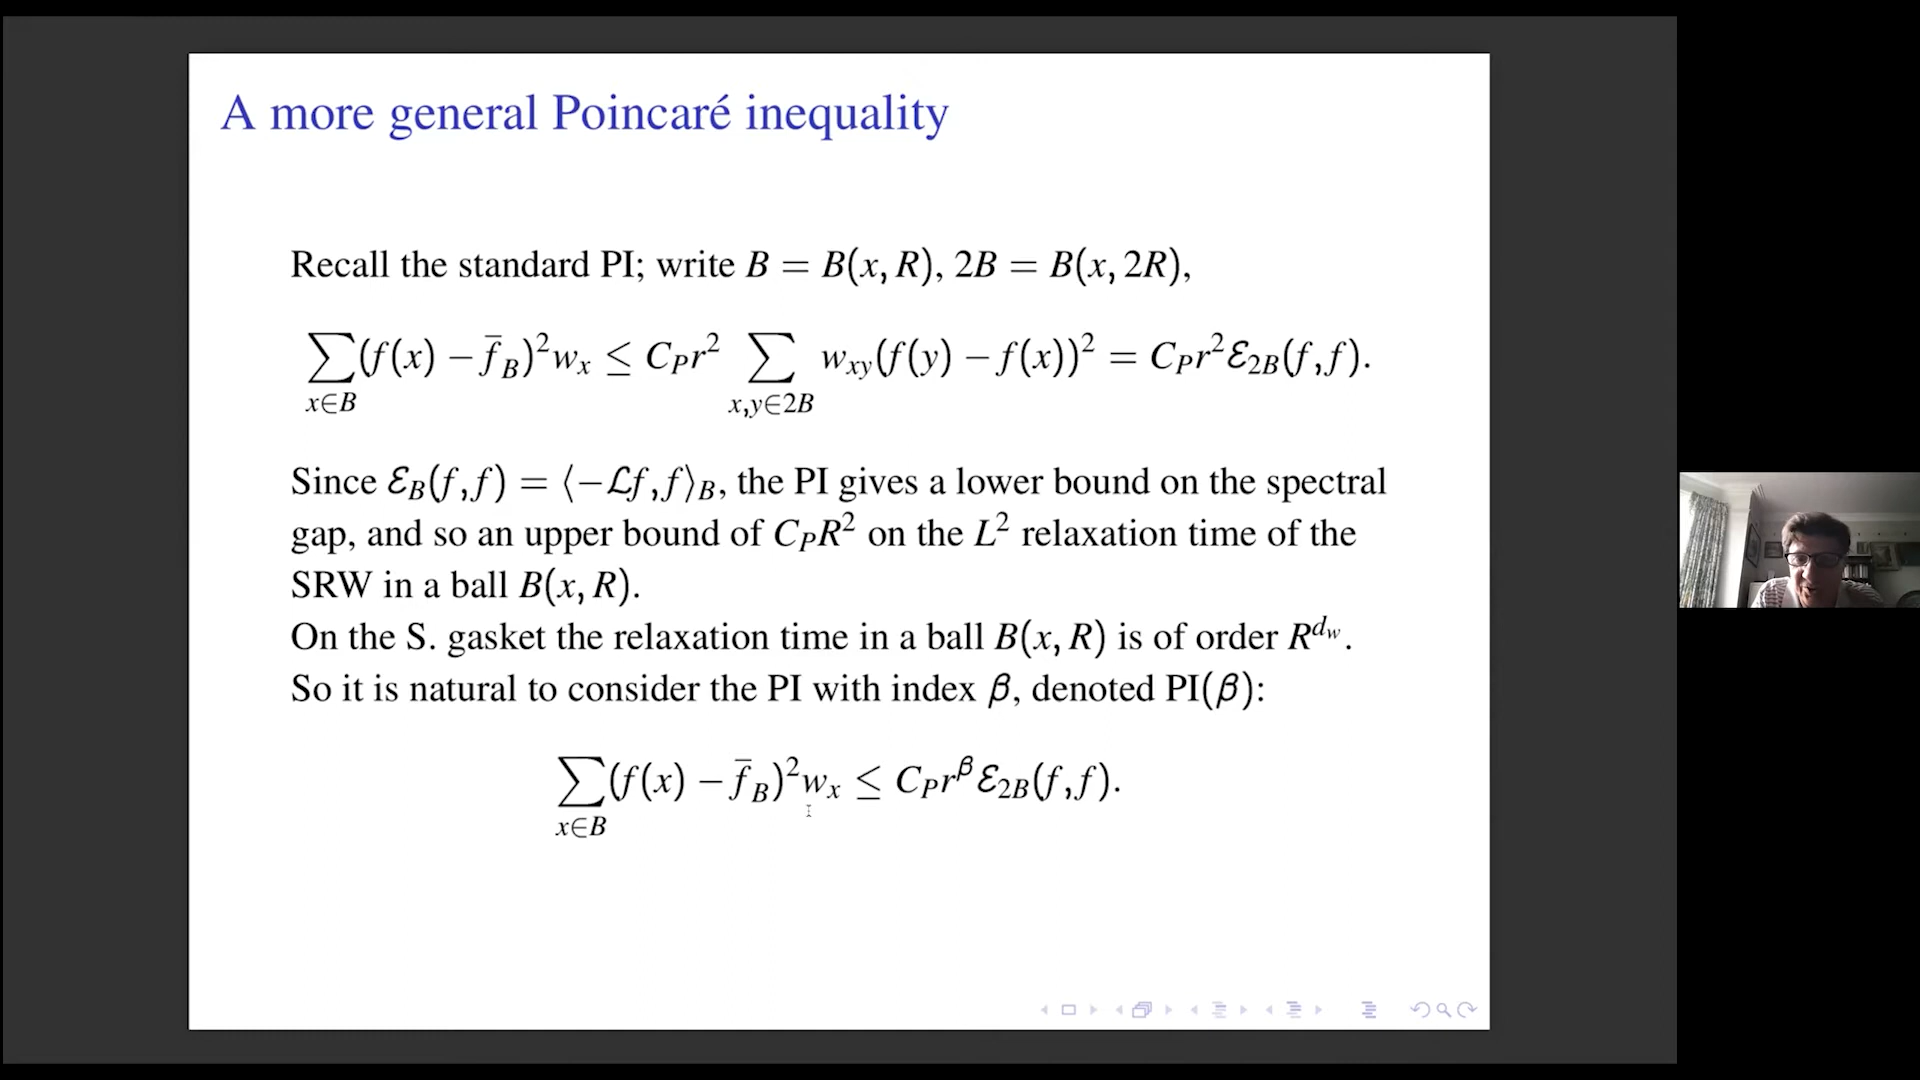 A more general Poincaré inequality
Recall the standard PI; write B = B(x, R), 2B = B(x, 2R),
∑_{x∈B} (f(x) − f̄_B)²w_x ≤ C_P r² ∑_{x,y∈2B} w_{xy}(f(y) − f(x))² = C_P r² ℰ_{2B}(f,f).
Since ℰ_B(f,f) = ⟨−ℒf,f⟩_B, the PI gives a lower bound on the spectral
gap, and so an upper bound of C_P R² on the L² relaxation time of the
SRW in a ball B(x, R).
On the S. gasket the relaxation time in a ball B(x, R) is of order R^{d_w}.
So it is natural to consider the PI with index β, denoted PI(β):
∑_{x∈B} (f(x) − f̄_B)²w_x ≤ C_P r^β ℰ_{2B}(f,f).